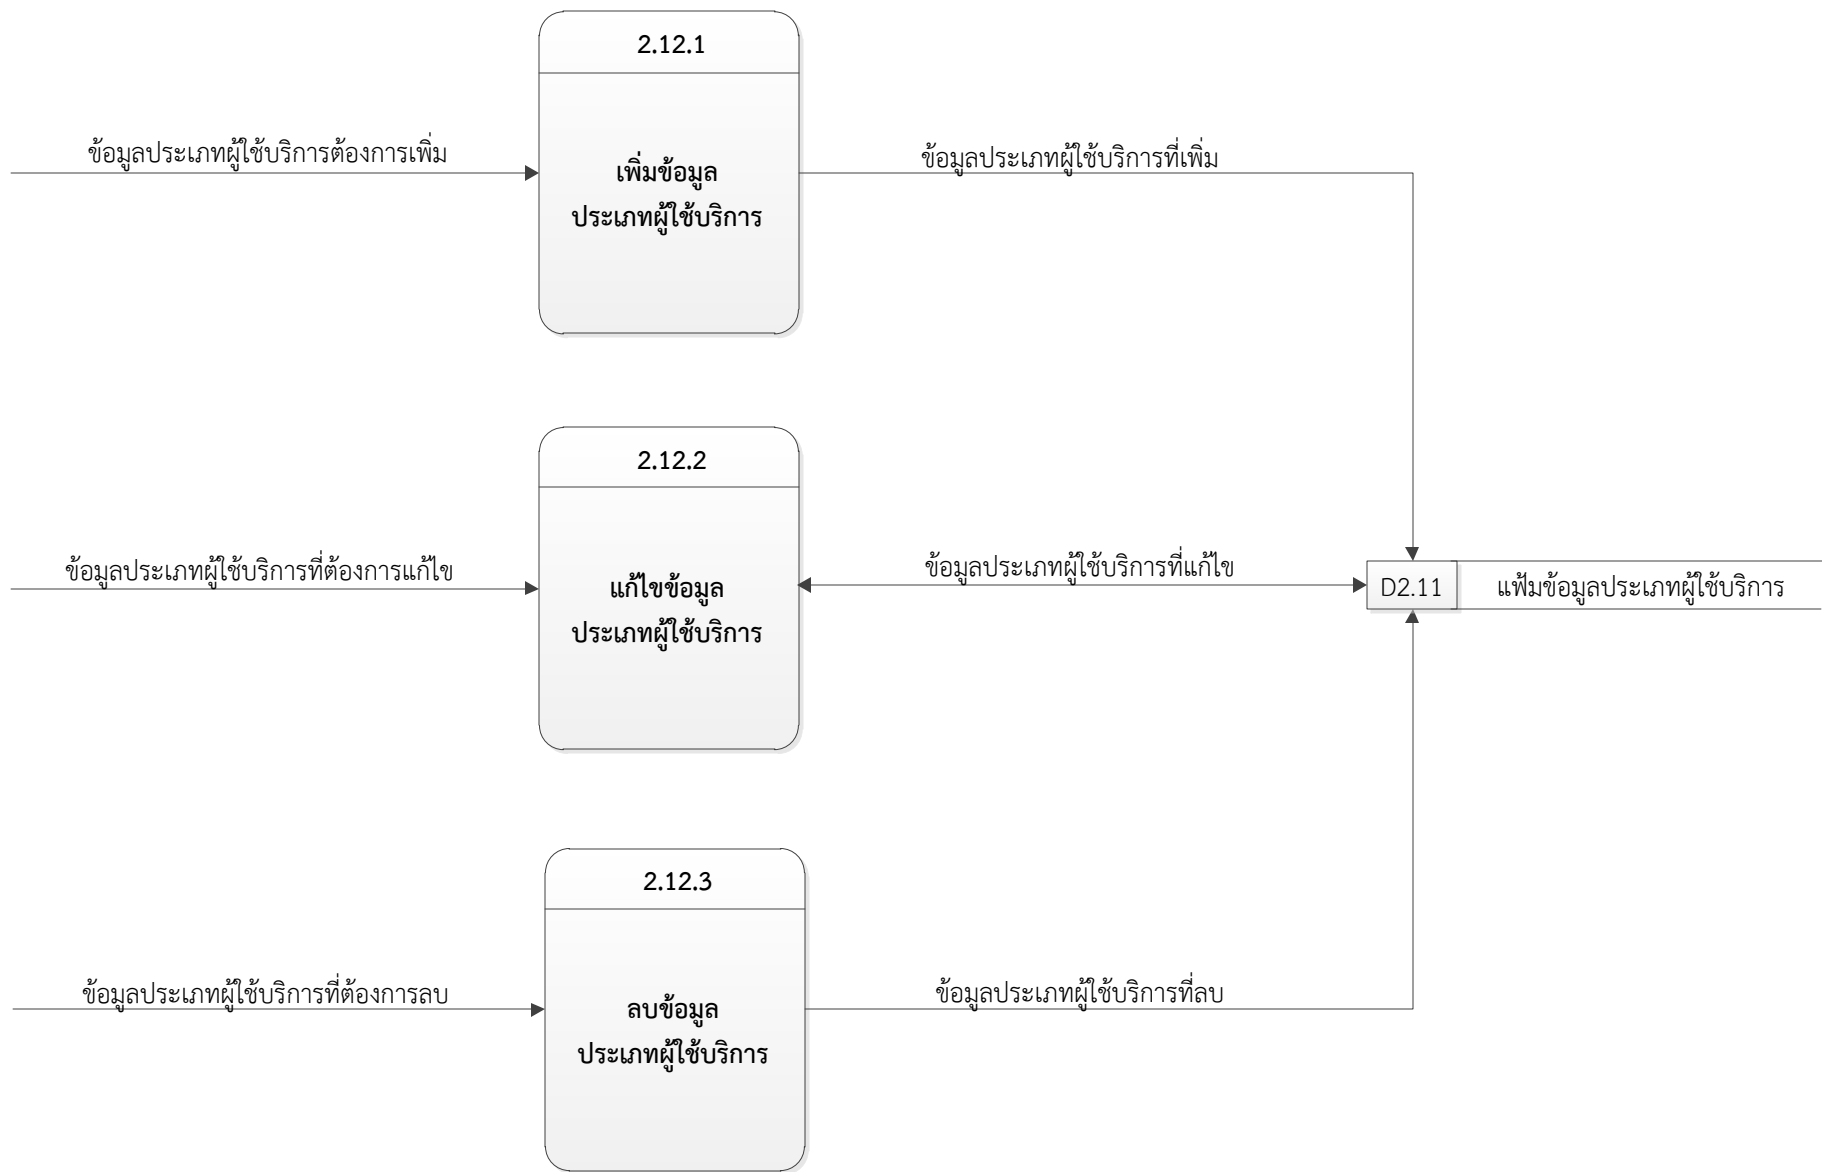 2.12.1
ข้อมูลประเภทผู้ใช้บริการต้องการเพิ่ม
เพิ่มข้อมูล
ประเภทผู้ใช้บริการ
ข้อมูลประเภทผู้ใช้บริการที่เพิ่ม
2.12.2
ข้อมูลประเภทผู้ใช้บริการที่ต้องการแก้ไข
แก้ไขข้อมูล
ประเภทผู้ใช้บริการ
ข้อมูลประเภทผู้ใช้บริการที่แก้ไข
D2.11 แฟ้มข้อมูลประเภทผู้ใช้บริการ
2.12.3
ข้อมูลประเภทผู้ใช้บริการที่ต้องการลบ
ลบข้อมูล
ประเภทผู้ใช้บริการ
ข้อมูลประเภทผู้ใช้บริการที่ลบ